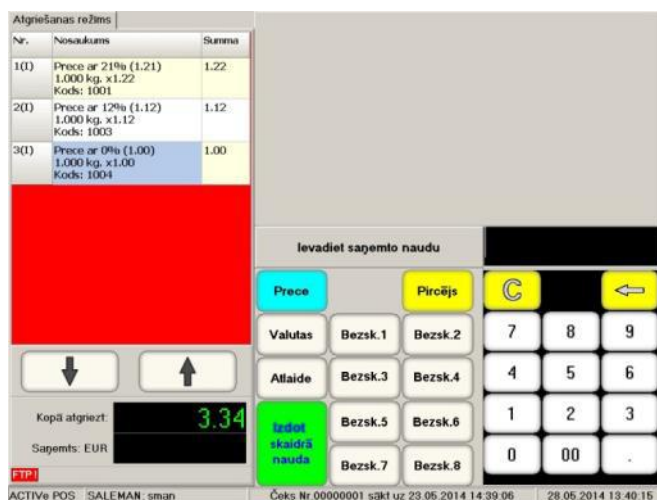 Atgriešanas režīms
Nr. Nosaukums Summa
1(I) Prece ar 21% (1.21) 1.22
1.000 kg. x1.22
Kods: 1001
2(I) Prece ar 12% (1.12) 1.12
1.000 kg. x1.12
Kods: 1003
3(I) Prece ar 0% (1.00) 1.00
1.000 kg. x1.00
Kods: 1004
Ievadiet saņemto naudu
Prece Pircējs C
Valutas Bezsk.1 Bezsk.2 7 8 9
Atlaide Bezsk.3 Bezsk.4 4 5 6
Kopā atgriezt: 3.34
Saņemts: EUR
Izdot
skaidrā
nauda
Bezsk.5 Bezsk.6 1 2 3
Bezsk.7 Bezsk.8 0 00 .
FTP!
ACTIVe POS SALEMAN: sman Čeks Nr 00000001 sākt uz 23.05.2014 14:39:06 28.05.2014 13:40:15